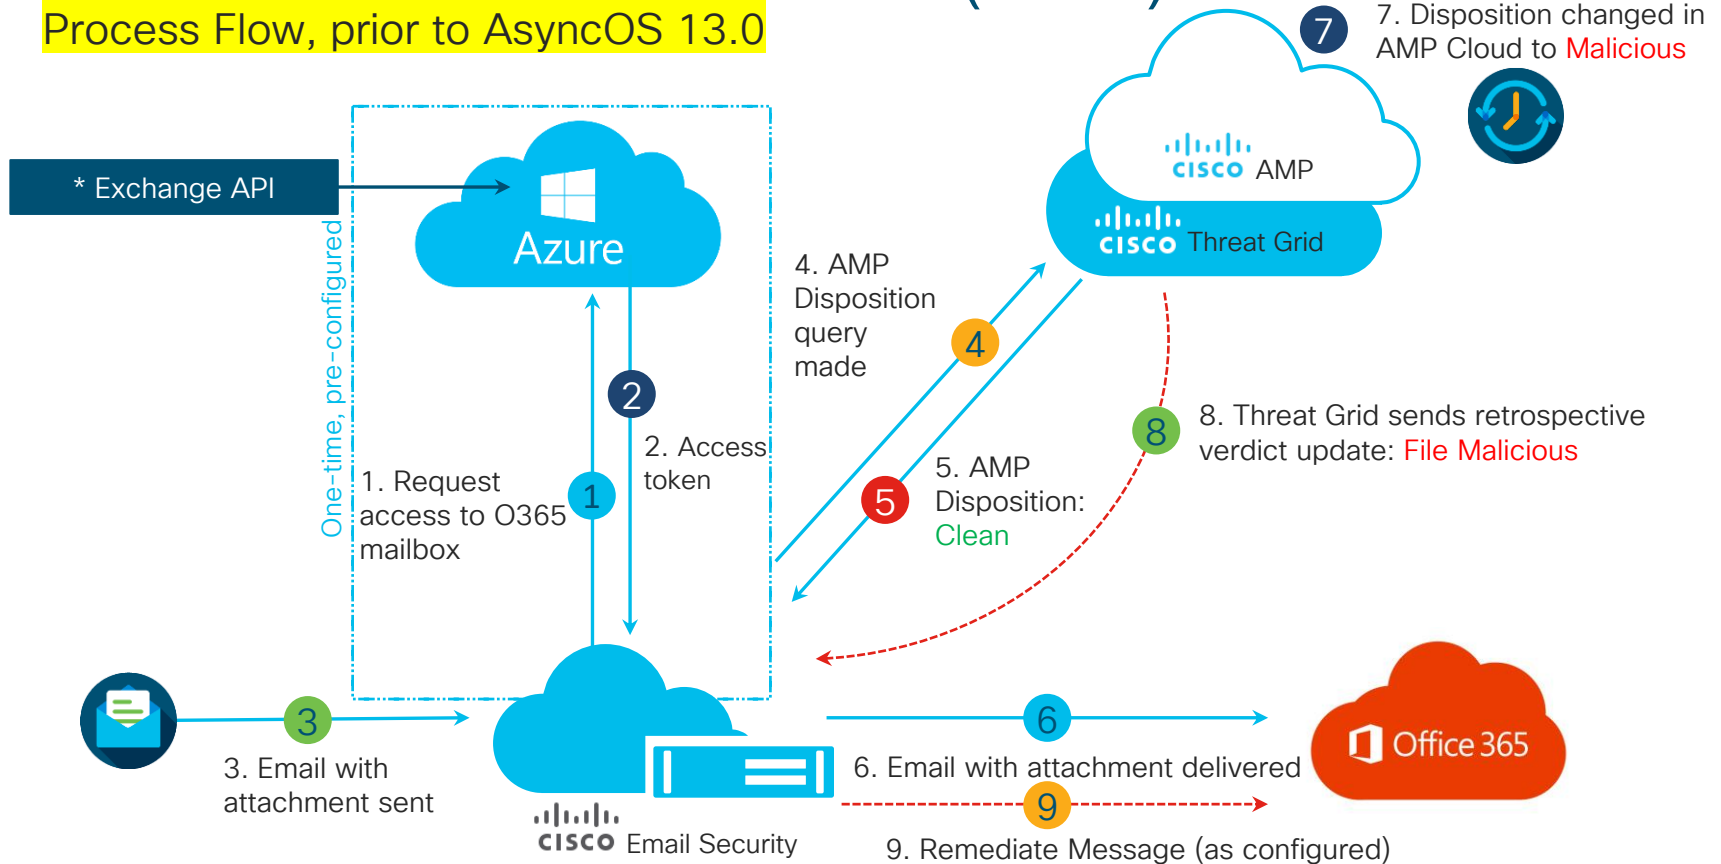 Process Flow, prior to AsyncOS 13.0
7
7. Disposition changed in
AMP Cloud to Malicious
* Exchange API
Azure
One-time, pre-configured
CISCO AMP
CISCO Threat Grid
4. AMP
Disposition
query
made
4
2
2. Access
token
1. Request
access to O365
mailbox
1
5
5. AMP
Disposition:
Clean
8
8. Threat Grid sends retrospective
verdict update: File Malicious
3
3. Email with
attachment sent
CISCO Email Security
6
6. Email with attachment delivered
9
9. Remediate Message (as configured)
Office 365